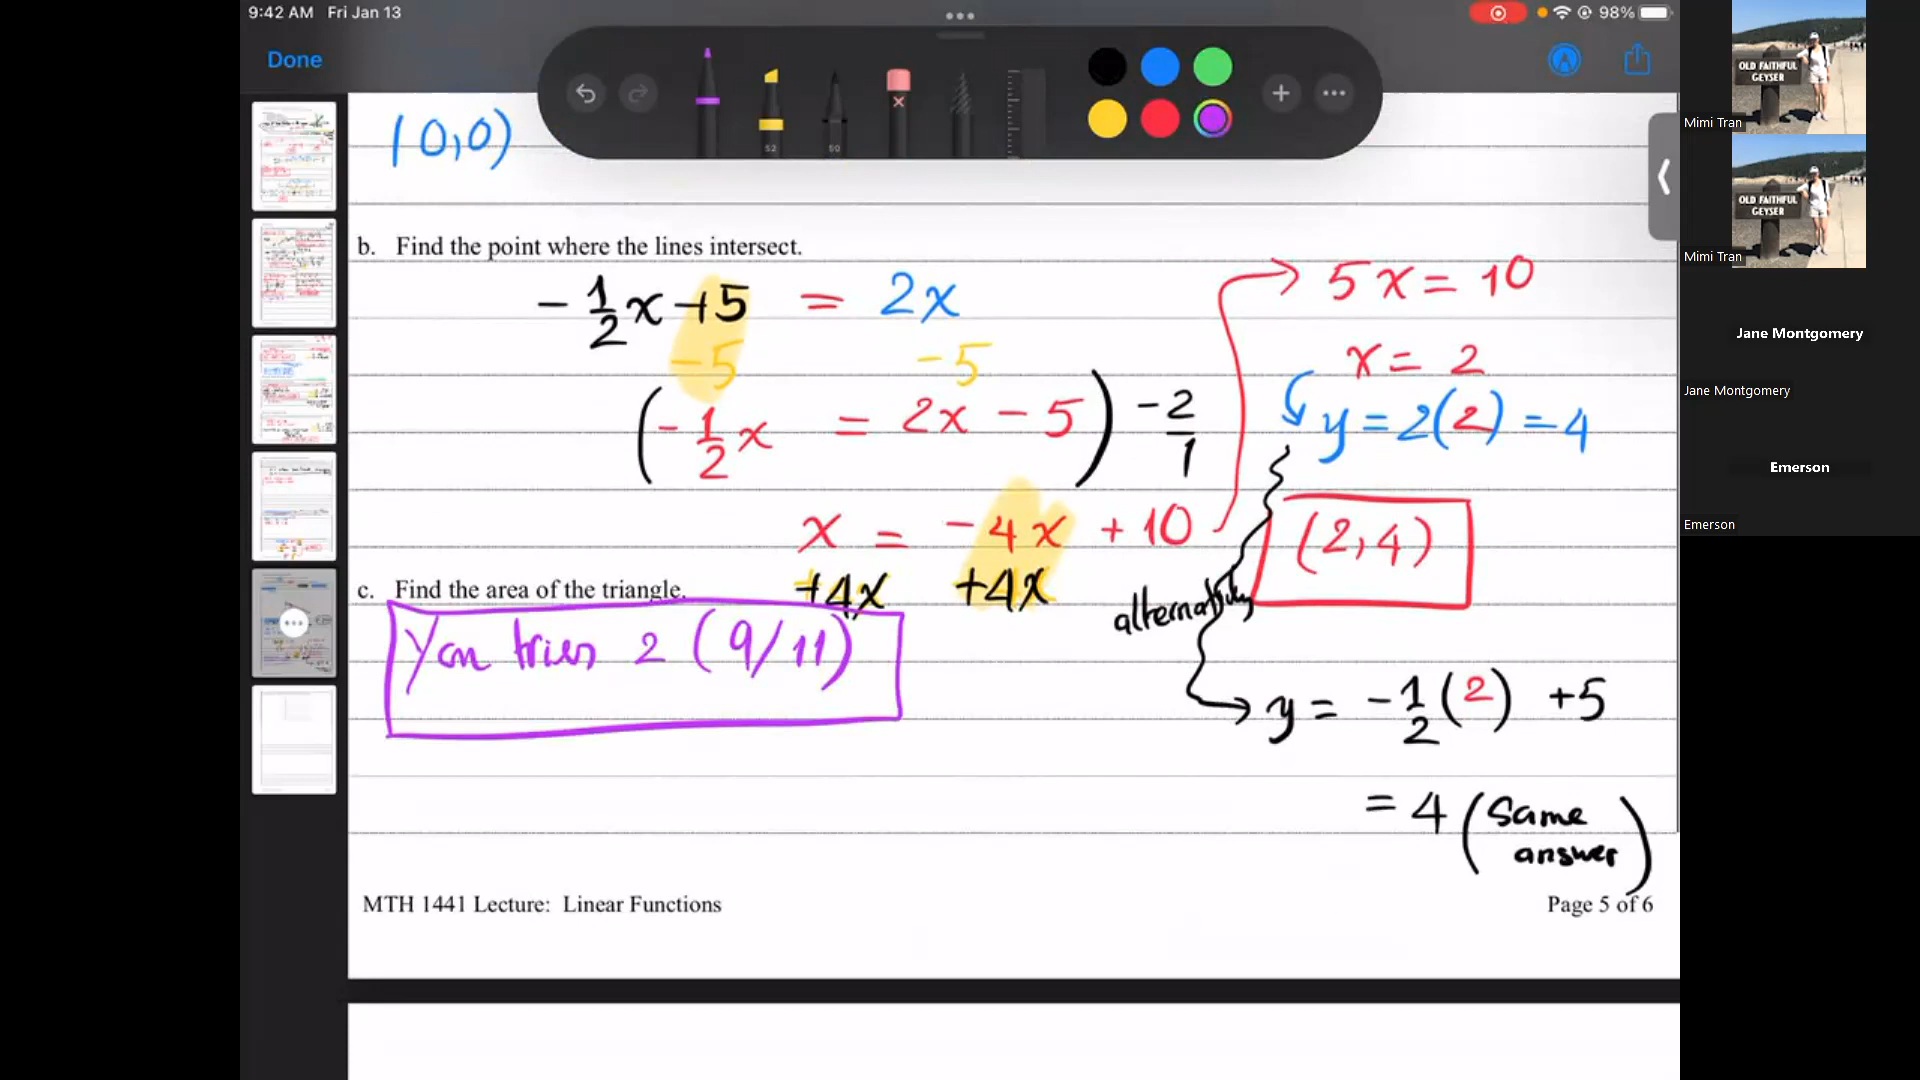 9:42 AM Fri Jan 13
98%
Done
52
50
(0,0)
b. Find the point where the lines intersect.
-1/2x+5 = 2x
-5 -5
(-1/2x = 2x - 5) -2/1
x = -4x + 10
+4x +4x
5x = 10
x = 2
y = 2(2) = 4
(2,4)
alternatively
y = -1/2(2) +5
= 4 (Same
answer)
c. Find the area of the triangle.
You tries 2 (9/11)
MTH 1441 Lecture: Linear Functions
Page 5 of 6
OLD FAITHFUL
GEYSER
Mimi Tran
OLD FAITHFUL
GEYSER
Mimi Tran
Jane Montgomery
Jane Montgomery
Emerson
Emerson